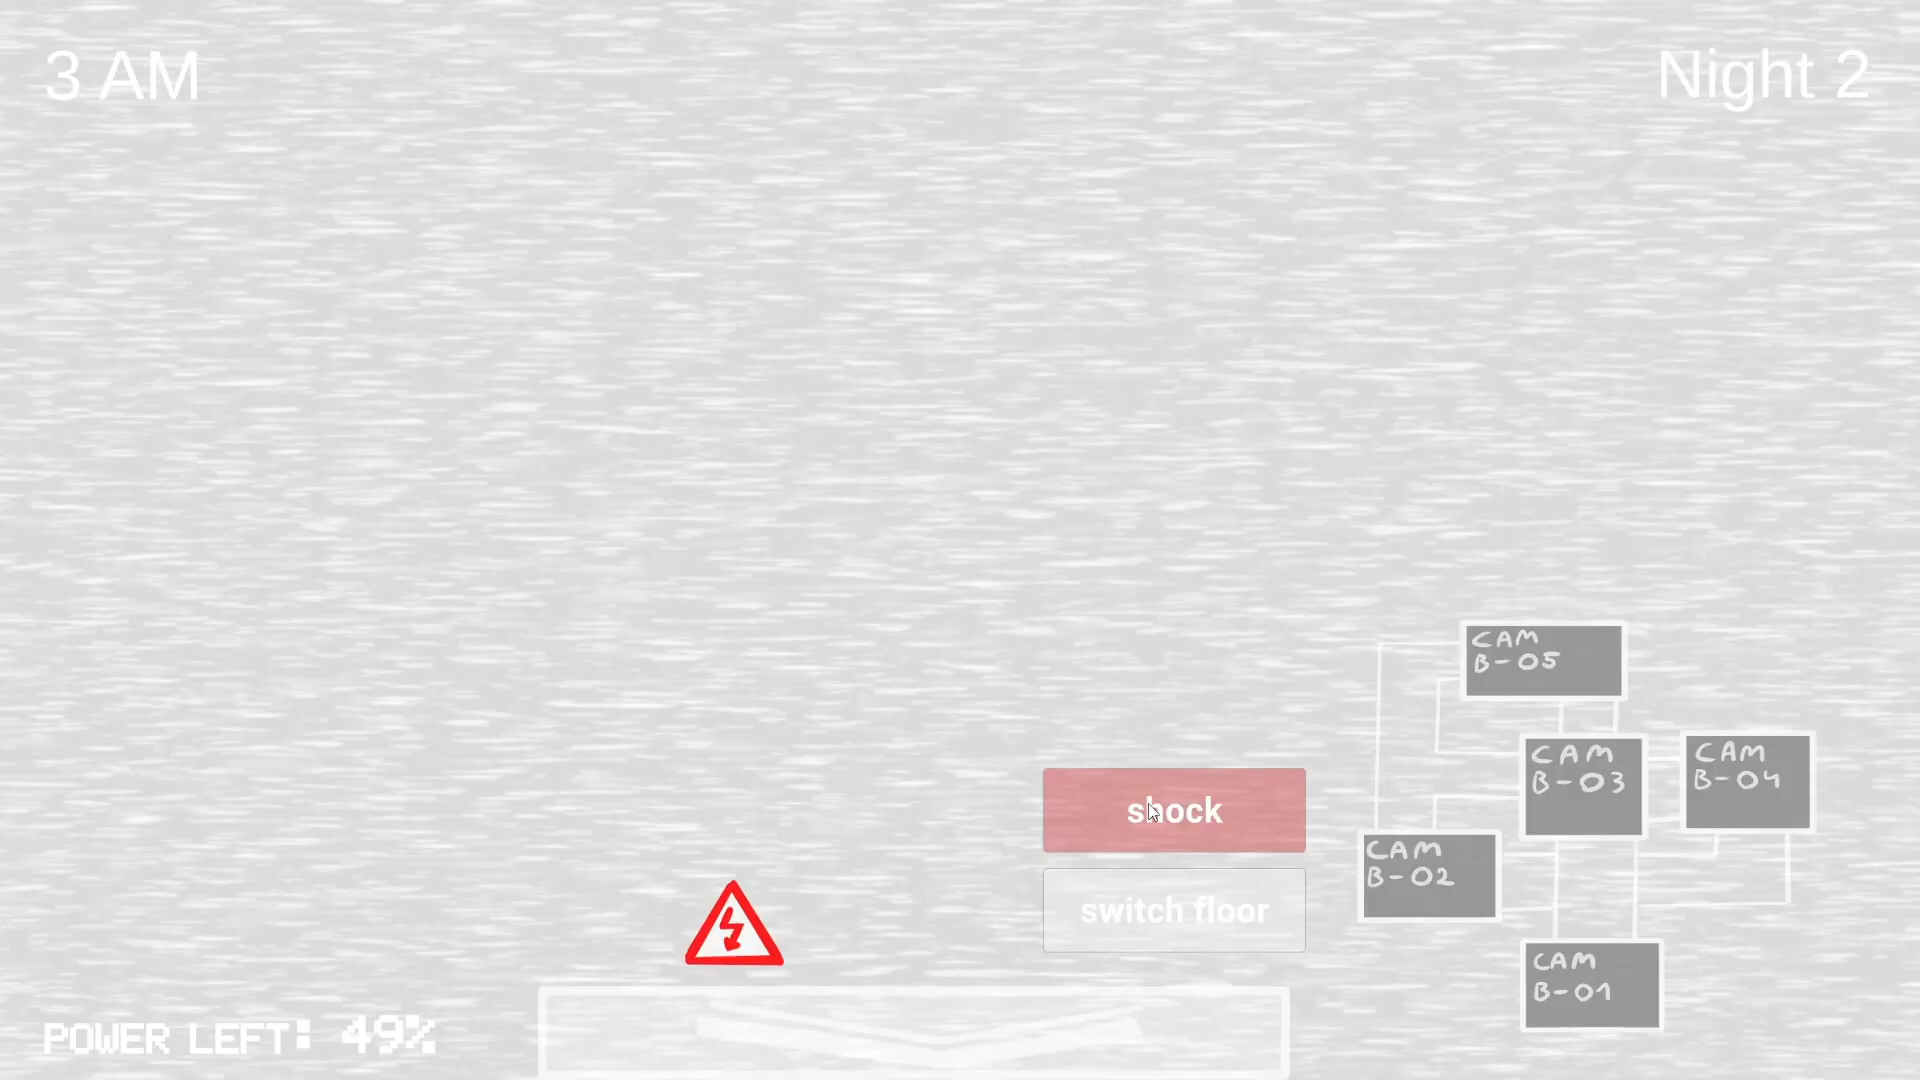 3 AM
Night 2
CAM
B-05
CAM
B-03
CAM
B-04
shock
CAM
B-02
switch floor
CAM
B-01
POWER LEFT: 49%